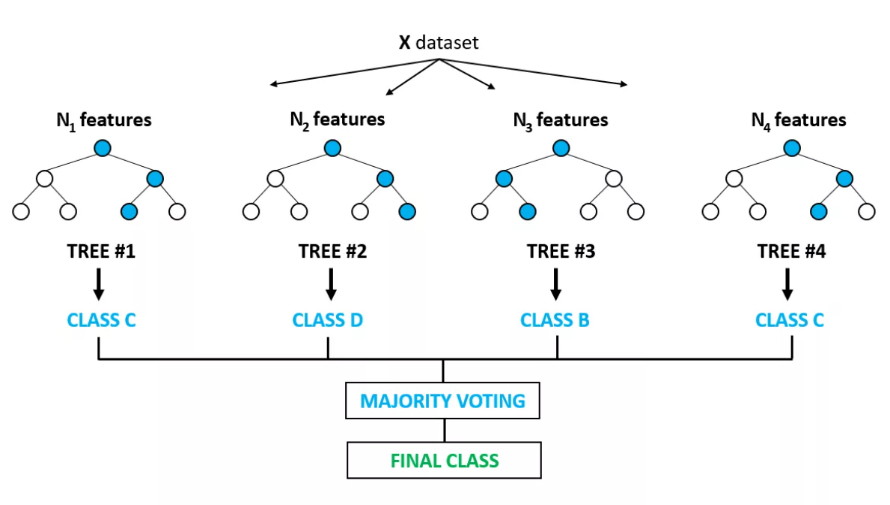 X dataset
N1 features
N2 features
N3 features
N4 features
TREE #1
TREE #2
TREE #3
TREE #4
CLASS C
CLASS D
CLASS B
CLASS C
MAJORITY VOTING
FINAL CLASS